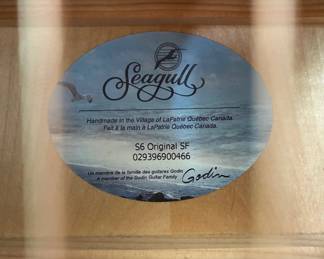 Seagull
Handmade in the Village of LaPatrie Québec Canada.
Fait à la main à LaPatrie Québec Canada.
S6 Original SF
029396900466
Un membre de la famille des guitares Godin
A member of the Godin Guitar Family
Godin